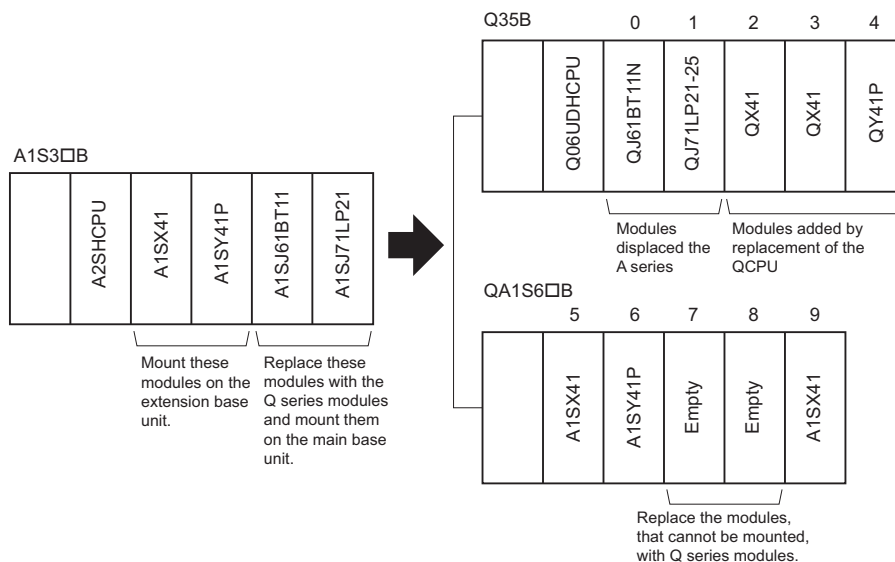 A1S3□B
A2SHCPU
A1SX41
A1SY41P
A1SJ61BT11
A1SJ71LP21
Mount these
modules on the
extension base
unit.
Replace these
modules with the
Q series modules
and mount them
on the main base
unit.
Q35B
0 1 2 3 4
Q06UDHCPU
QJ61BT11N
QJ71LP21-25
QX41
QX41
QY41P
Modules
displaced the
A series
Modules added by
replacement of the
QCPU
QA1S6□B
5 6 7 8 9
A1SX41
A1SY41P
Empty
Empty
A1SX41
Replace the modules,
that cannot be mounted,
with Q series modules.